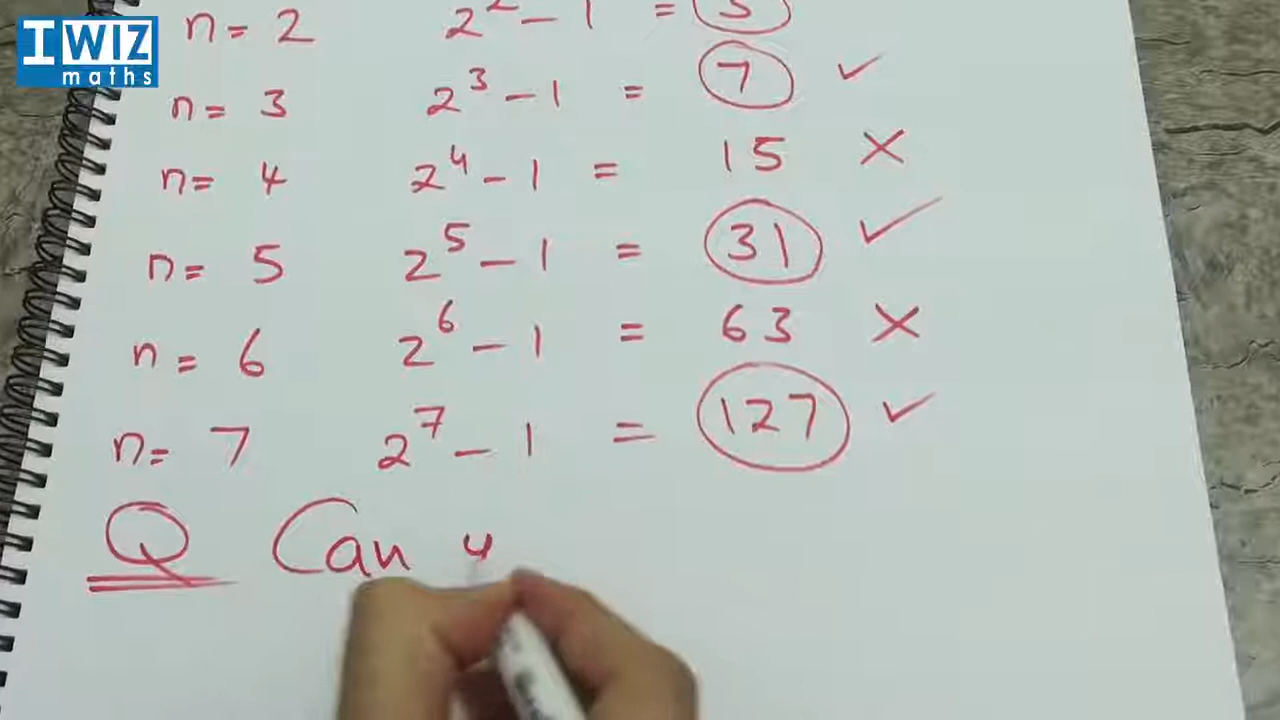 I WIZ
maths
n = 2 2² - 1 = 3
n = 3 2³ - 1 = 7 ✓
n = 4 2⁴ - 1 = 15 ✗
n = 5 2⁵ - 1 = 31 ✓
n = 6 2⁶ - 1 = 63 ✗
n = 7 2⁷ - 1 = 127 ✓
Q Can y